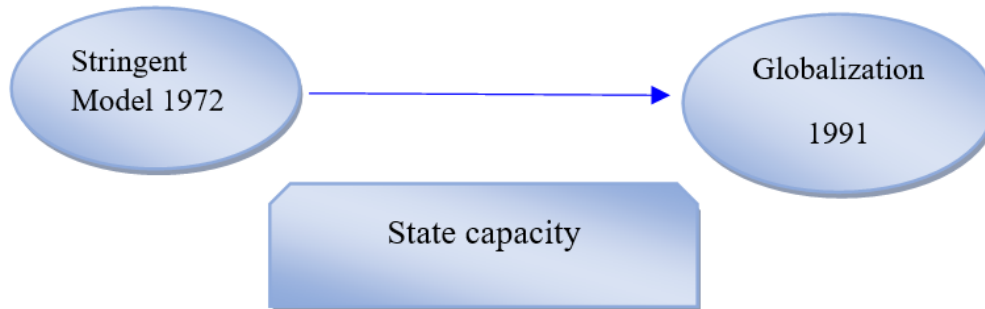 Stringent
Model 1972
Globalization
1991
State capacity